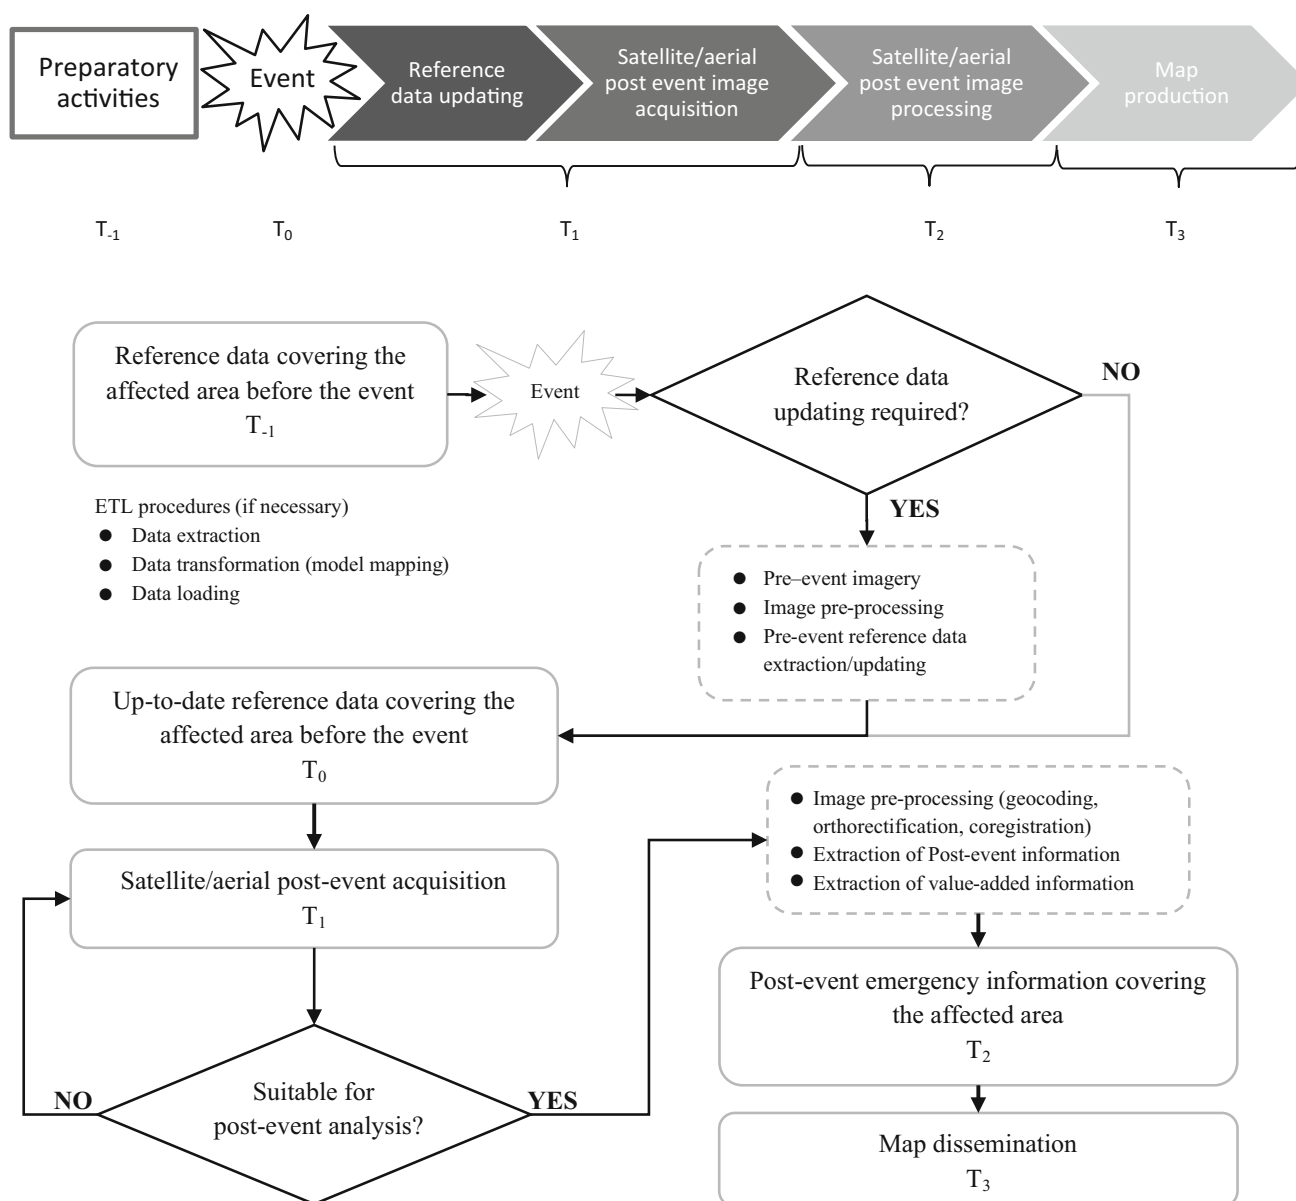 Preparatory
activities
Event
Reference
data updating
Satellite/aerial
post event image
acquisition
Satellite/aerial
post event image
processing
Map
production
T-1
T0
T1
T2
T3
Reference data covering the
affected area before the event
T-1
Event
Reference data
updating required?
NO
YES
ETL procedures (if necessary)
● Data extraction
● Data transformation (model mapping)
● Data loading
● Pre–event imagery
● Image pre-processing
● Pre-event reference data
extraction/updating
Up-to-date reference data covering the
affected area before the event
T0
Satellite/aerial post-event acquisition
T1
Suitable for
post-event analysis?
NO
YES
● Image pre-processing (geocoding,
orthorectification, coregistration)
● Extraction of Post-event information
● Extraction of value-added information
Post-event emergency information covering
the affected area
T2
Map dissemination
T3